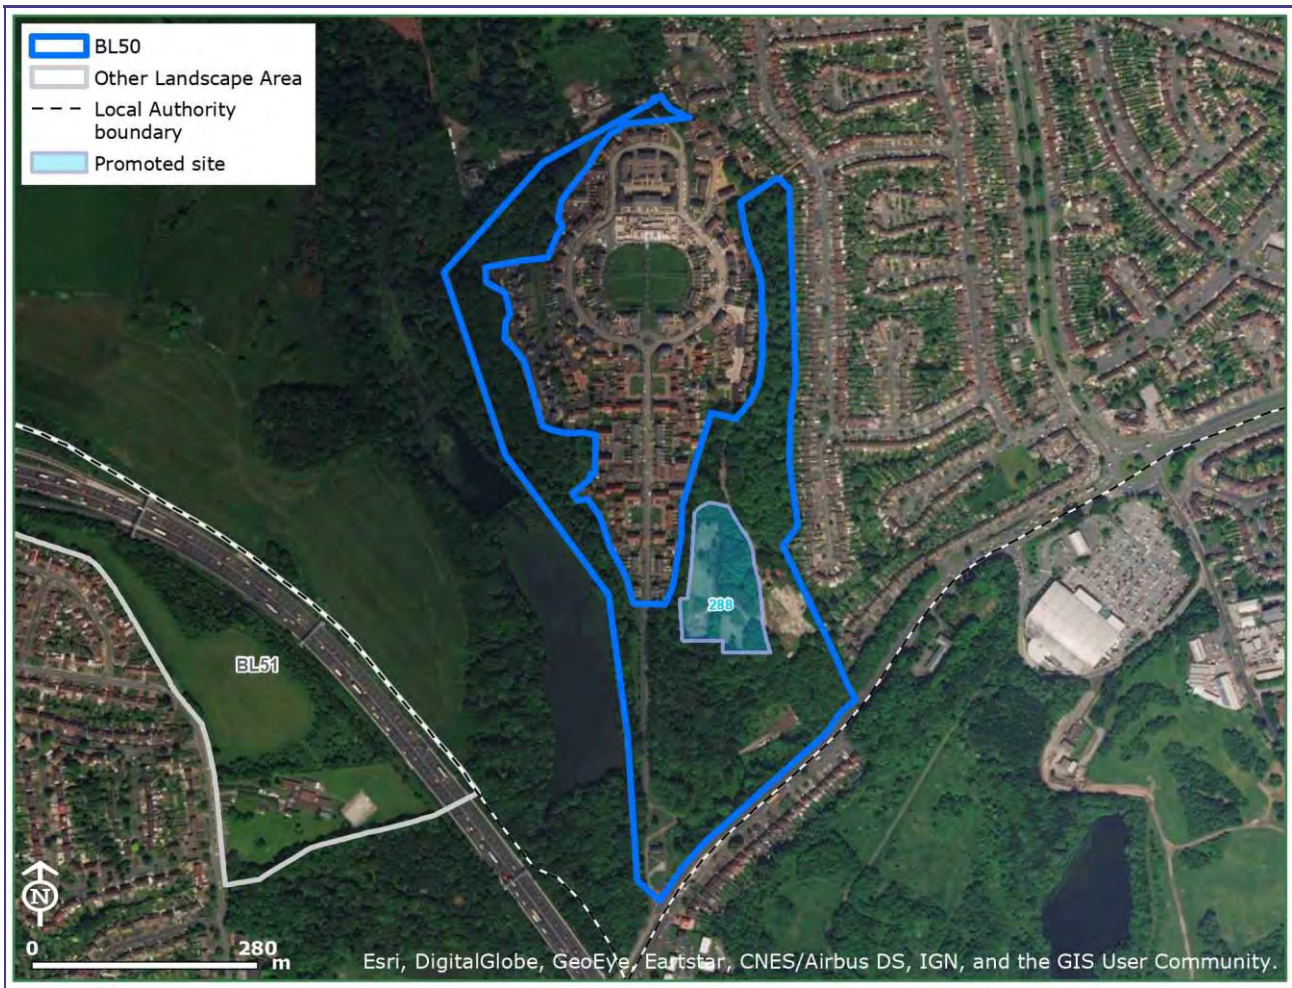 BL50
Other Landscape Area
Local Authority
boundary
Promoted site
288
BL51
N
0 280
m
Esri, DigitalGlobe, GeoEye, Earthstar, CNES/Airbus DS, IGN, and the GIS User Community.